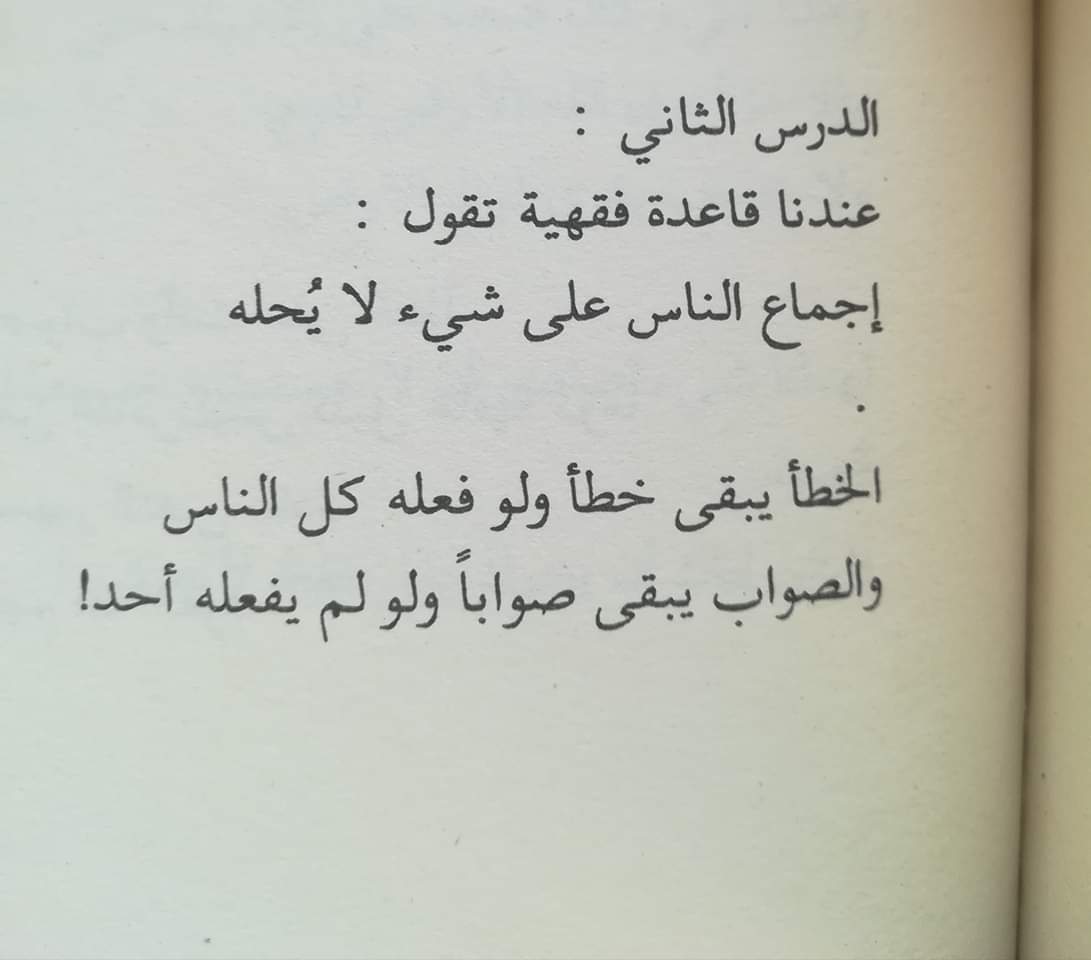 الدرس الثاني :
عندنا قاعدة فقهية تقول :
إجماع الناس على شيء لا يُحله
.
الخطأ يبقى خطأ ولو فعله كل الناس
والصواب يبقى صواباً ولو لم يفعله أحد!